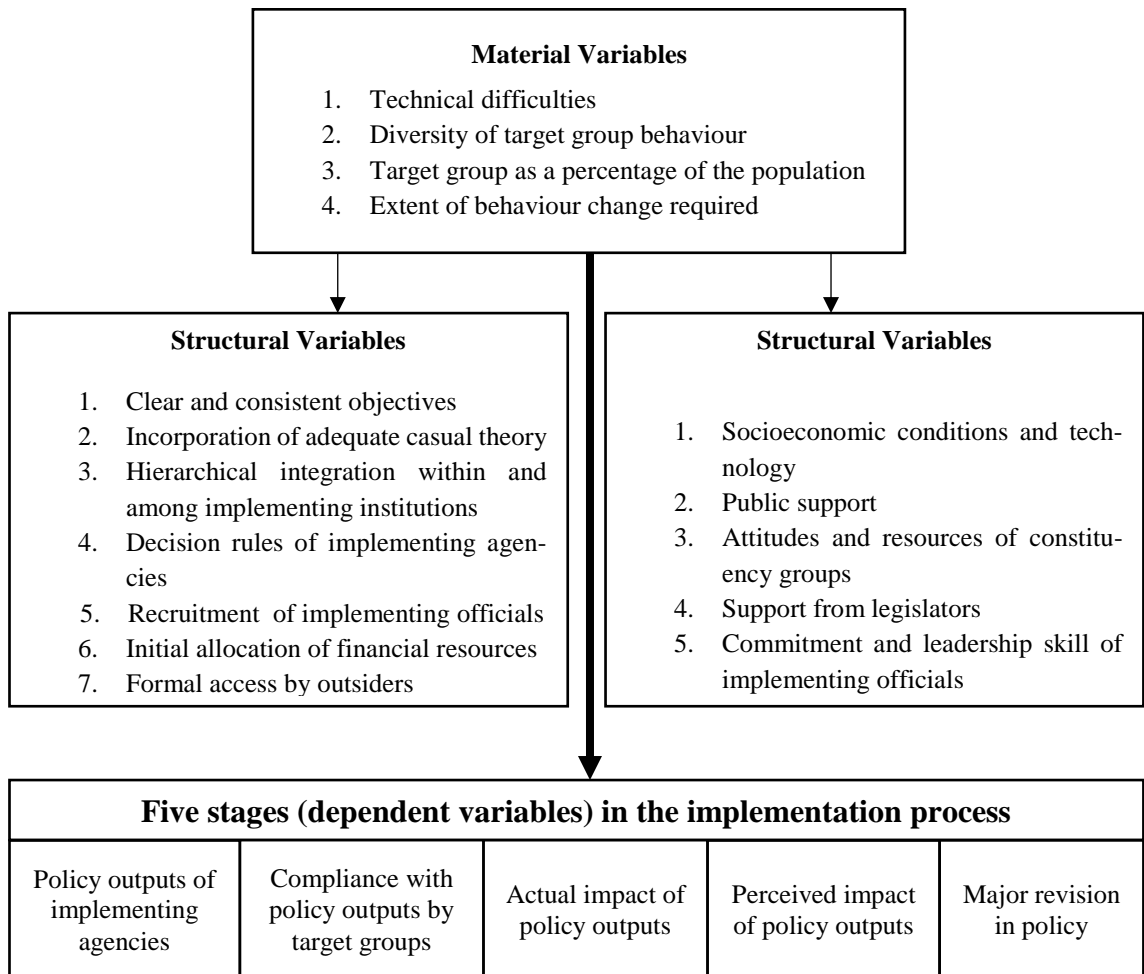 Material Variables
1. Technical difficulties
2. Diversity of target group behaviour
3. Target group as a percentage of the population
4. Extent of behaviour change required
Structural Variables
1. Clear and consistent objectives
2. Incorporation of adequate casual theory
3. Hierarchical integration within and
among implementing institutions
4. Decision rules of implementing agen-
cies
5. Recruitment of implementing officials
6. Initial allocation of financial resources
7. Formal access by outsiders
Structural Variables
1. Socioeconomic conditions and tech-
nology
2. Public support
3. Attitudes and resources of constitu-
ency groups
4. Support from legislators
5. Commitment and leadership skill of
implementing officials
Five stages (dependent variables) in the implementation process
Policy outputs of
implementing
agencies
Compliance with
policy outputs by
target groups
Actual impact of
policy outputs
Perceived impact
of policy outputs
Major revision
in policy